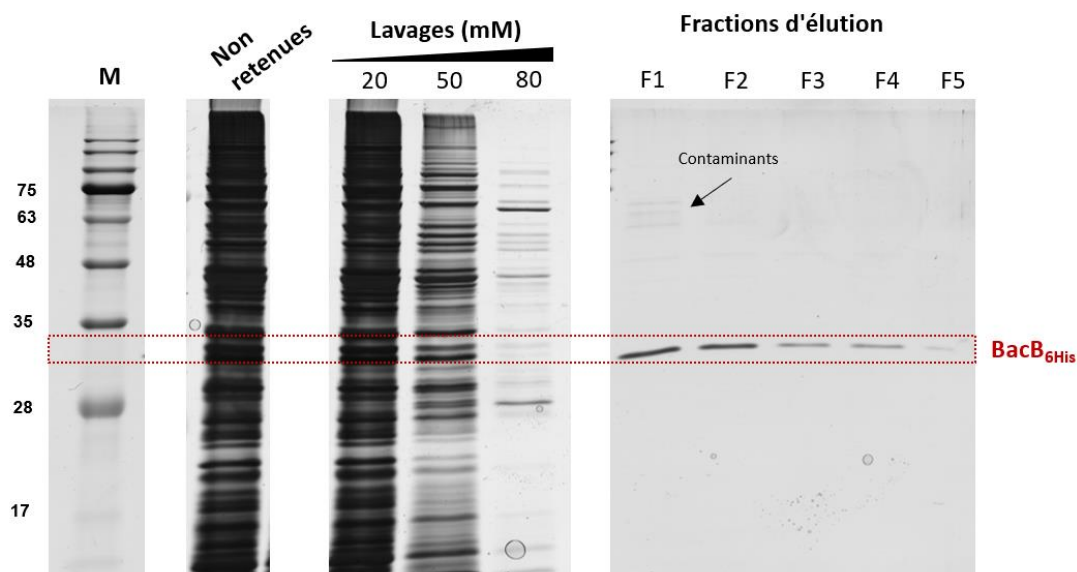 Non
retenues
Lavages (mM)
Fractions d'élution
M
20 50 80
F1 F2 F3 F4 F5
Contaminants
75
63
48
35
BacB6His
28
17